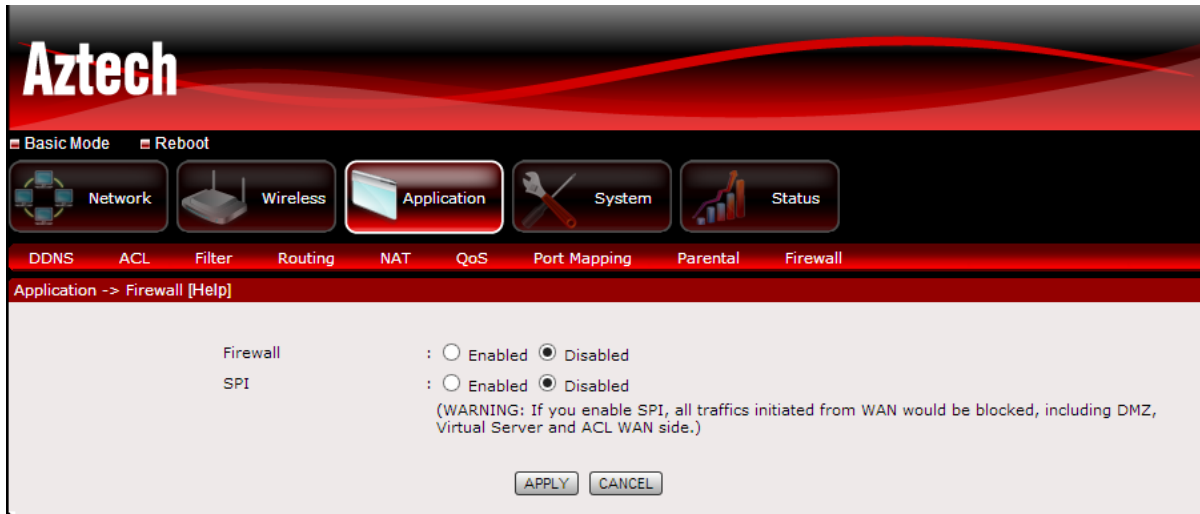 Aztech
Basic Mode Reboot
Network Wireless Application System Status
DDNS ACL Filter Routing NAT QoS Port Mapping Parental Firewall
Application -> Firewall [Help]
Firewall : Enabled Disabled
SPI : Enabled Disabled
(WARNING: If you enable SPI, all traffics initiated from WAN would be blocked, including DMZ,
Virtual Server and ACL WAN side.)
APPLY CANCEL